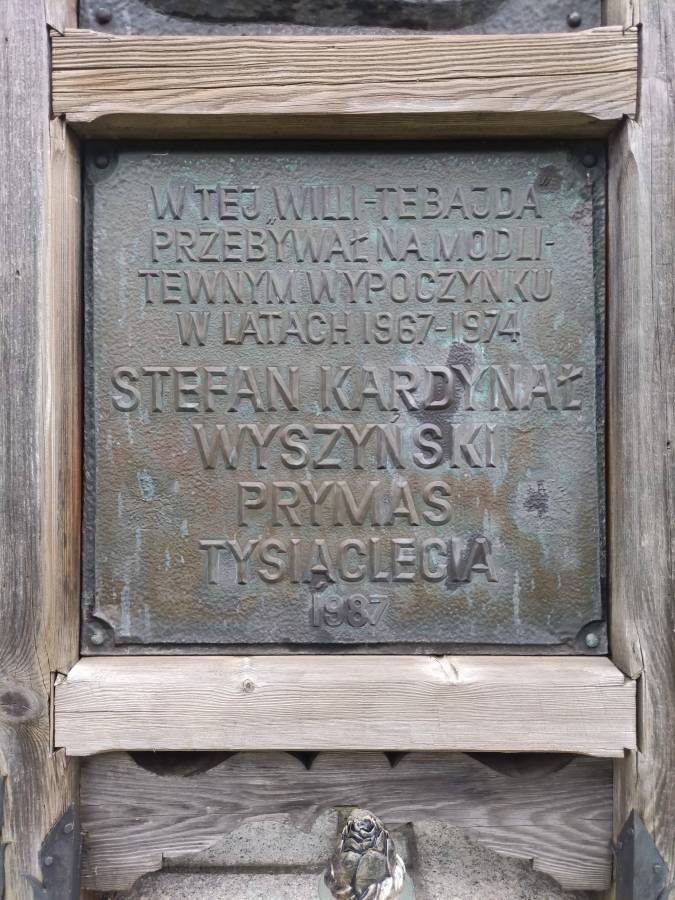 W TEJ „WILLI-TEBAJDA"
PRZEBYWAŁ NA MODLI-
TEWNYM WYPOCZYNKU
W LATACH 1967-1974
STEFAN KARDYNAŁ
WYSZYŃSKI
PRYMAS
TYSIĄCLECIA
1987